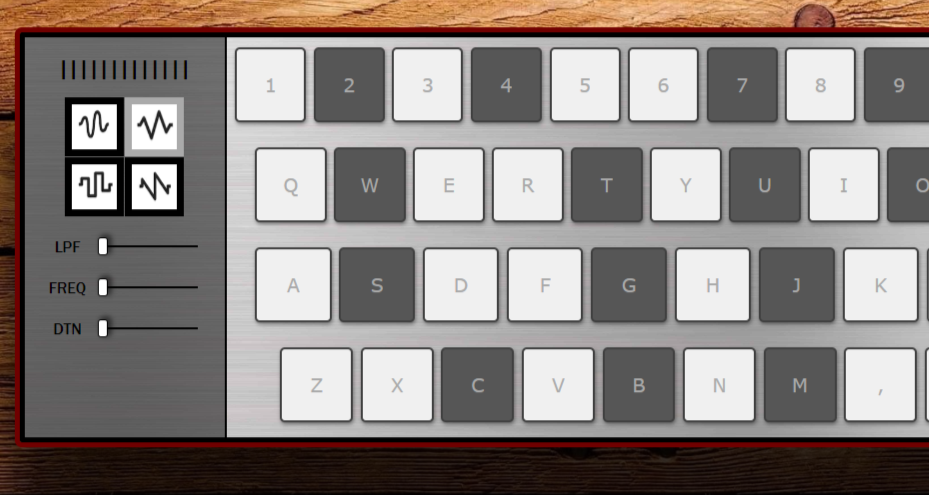 1 2 3 4 5 6 7 8 9
Q W E R T Y U I O
LPF
FREQ
DTN
A S D F G H J K
Z X C V B N M ,